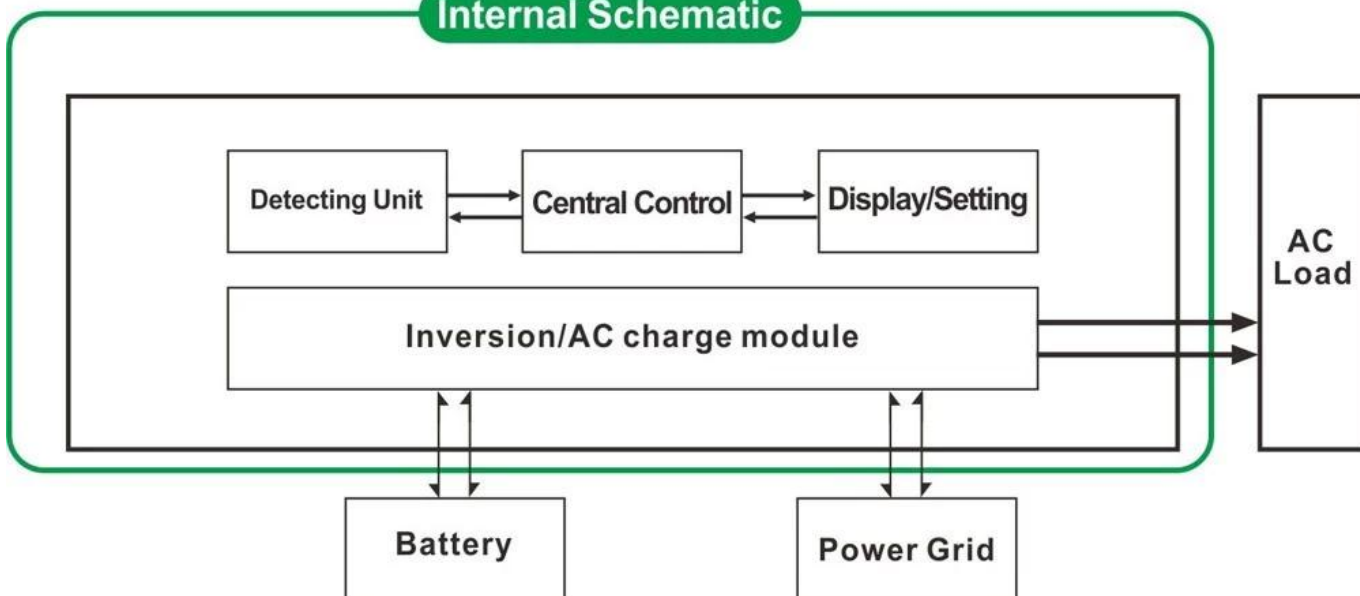 Internal Schematic
Detecting Unit
Central Control
Display/Setting
AC
Load
Inversion/AC charge module
Battery
Power Grid